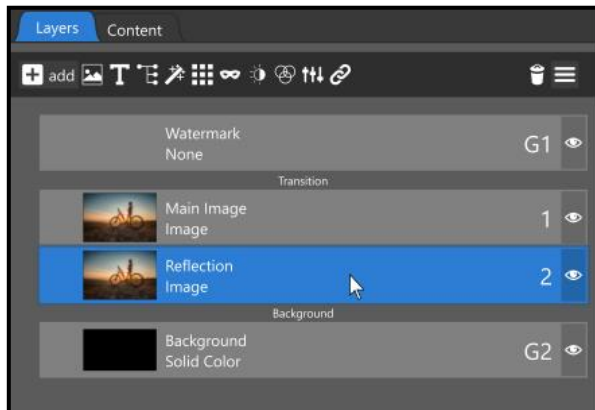 Layers Content
add
Watermark
None
G1
Transition
Main Image
Image
1
Reflection
Image
2
Background
Background
Solid Color
G2